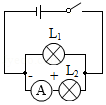 L₁
- + L₂
A